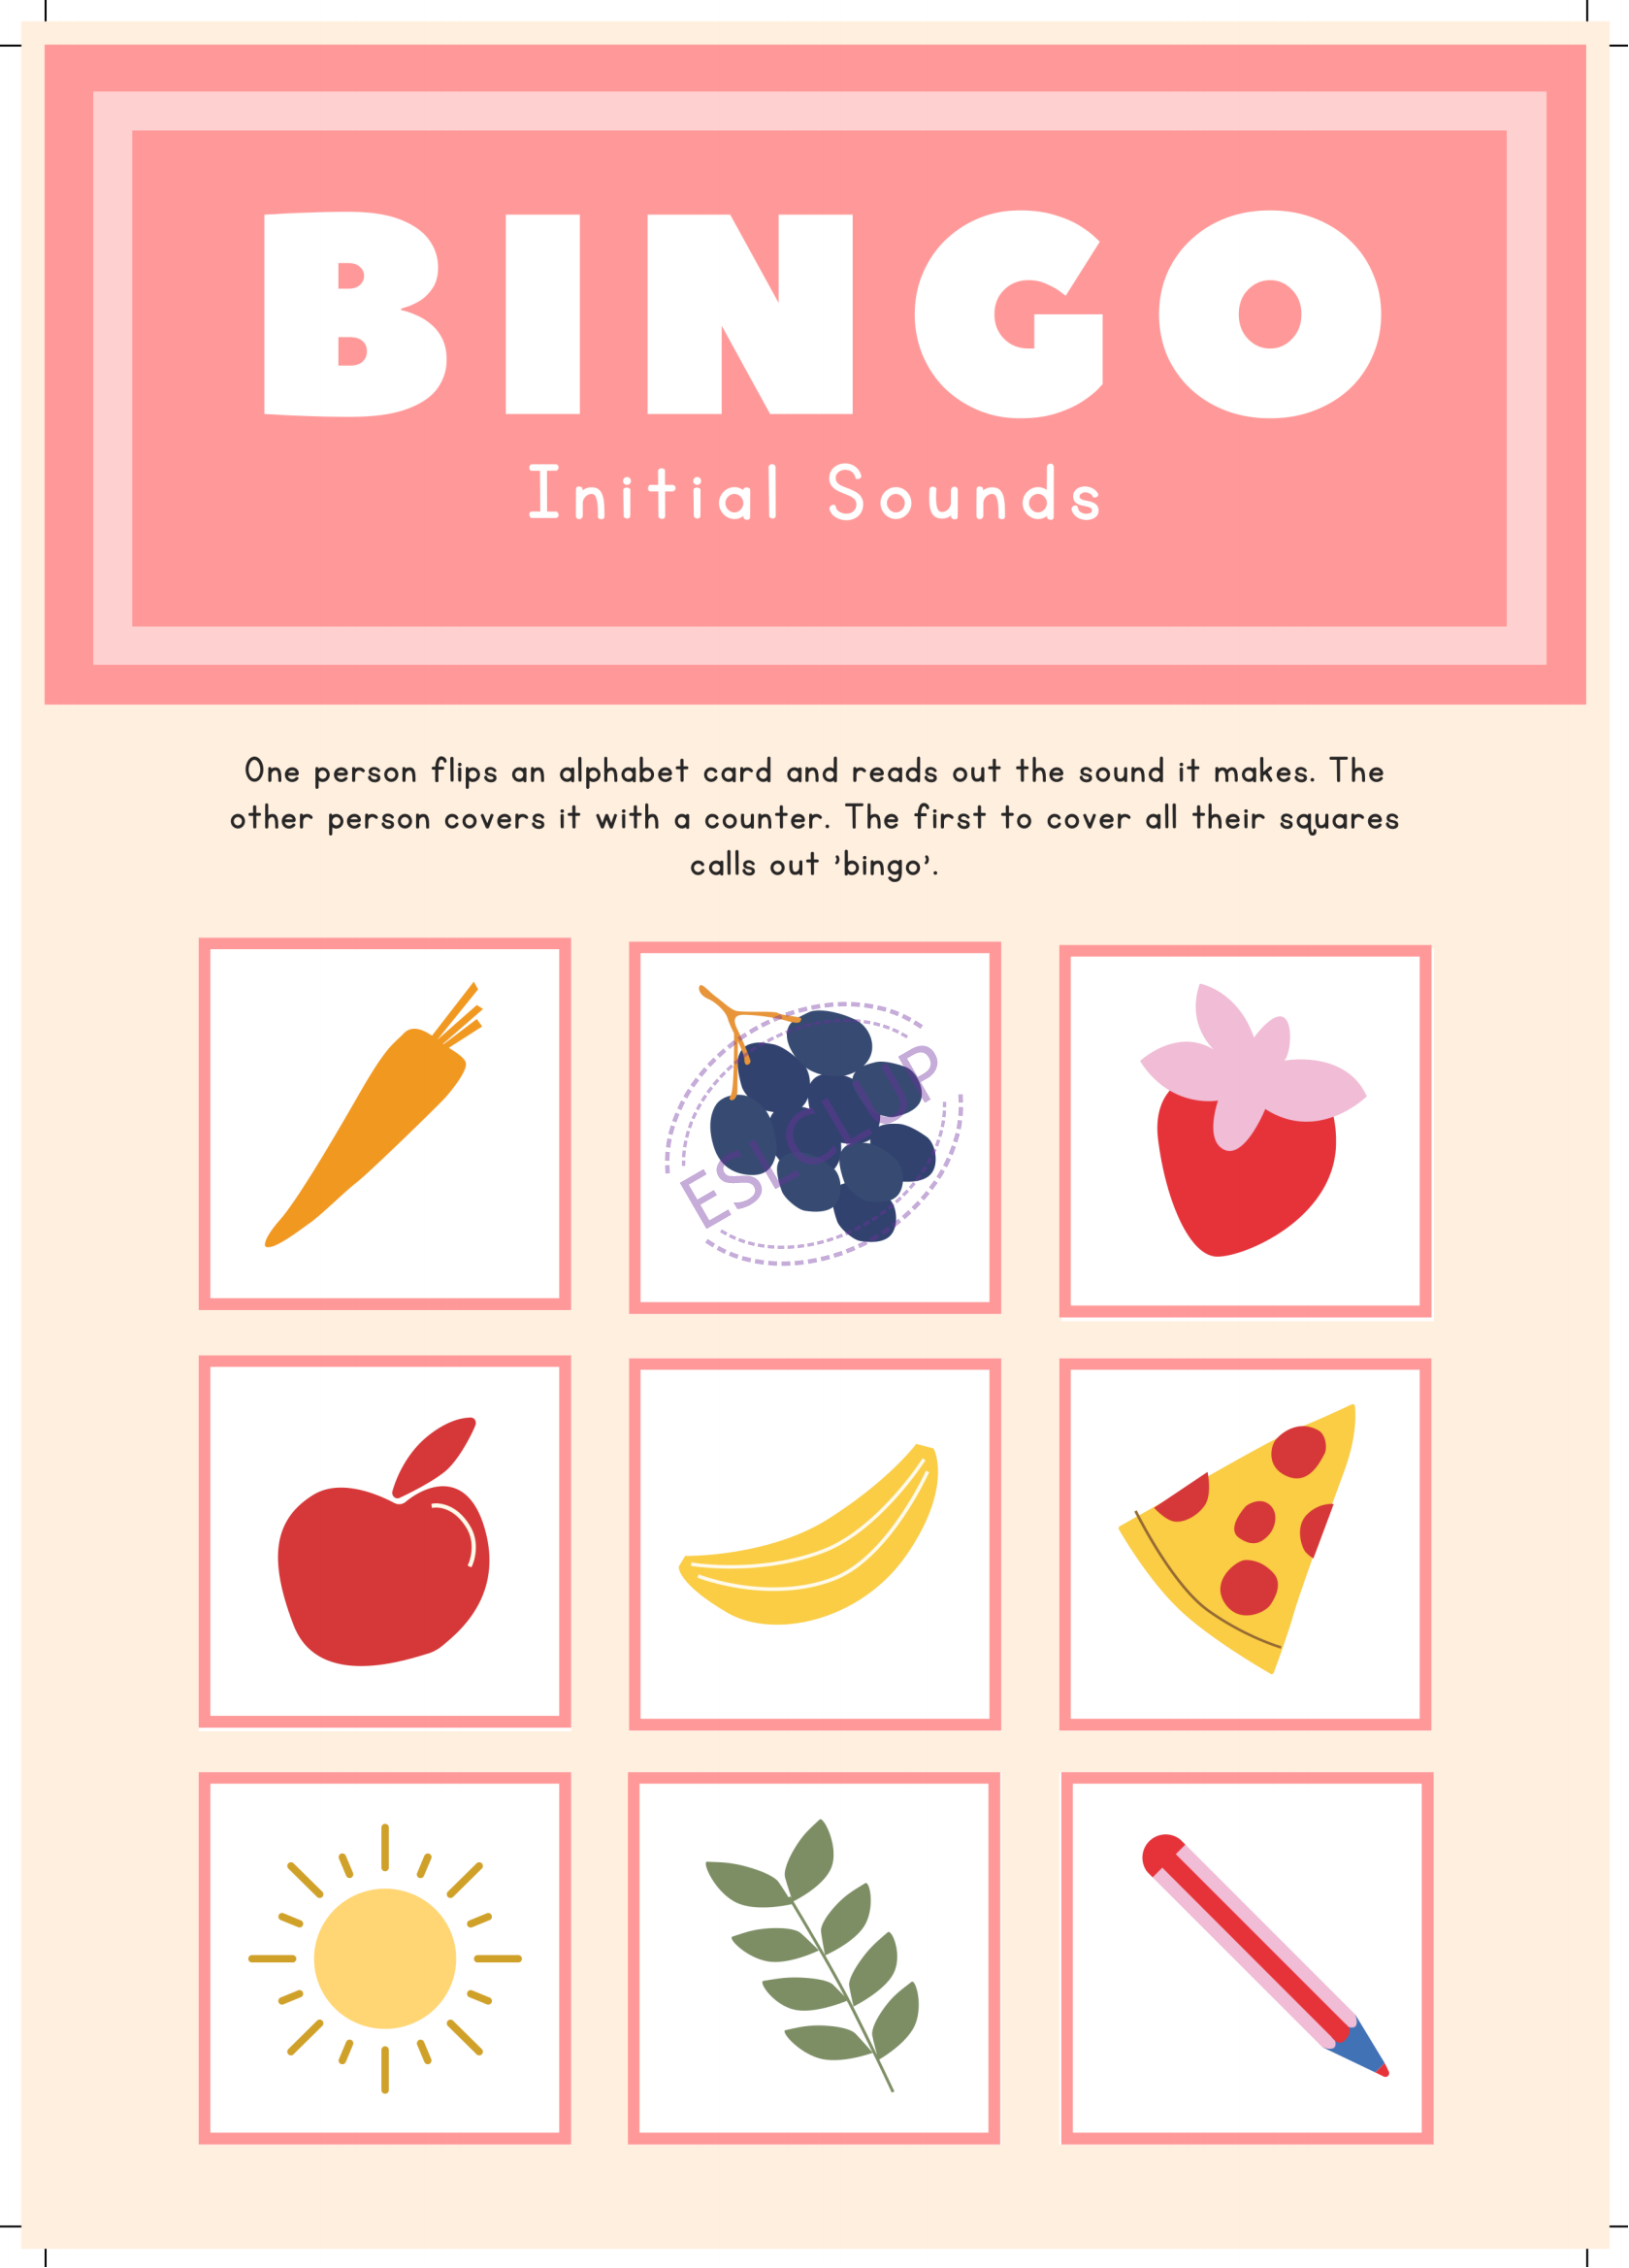 BINGO
Initial Sounds
One person flips an alphabet card and reads out the sound it makes. The
other person covers it with a counter. The first to cover all their squares
calls out 'bingo'.
ESLCLUP